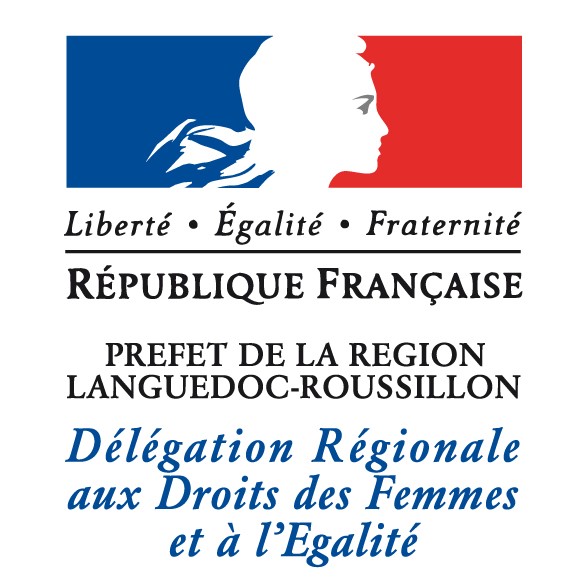 Liberté • Égalité • Fraternité
RÉPUBLIQUE FRANÇAISE
PREFET DE LA REGION
LANGUEDOC-ROUSSILLON
Délégation Régionale
aux Droits des Femmes
et à l'Egalité